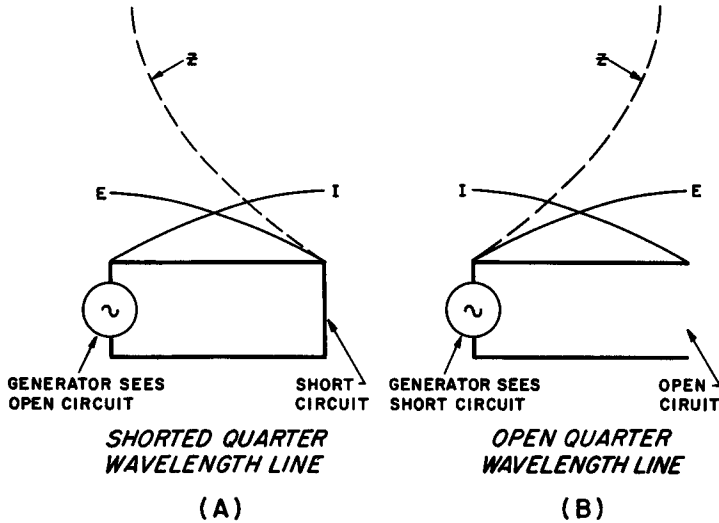 Z
Z
E
I
I
E
GENERATOR SEES
OPEN CIRCUIT
SHORT
CIRCUIT
GENERATOR SEES
SHORT CIRCUIT
OPEN
CIRUIT
SHORTED QUARTER
WAVELENGTH LINE
OPEN QUARTER
WAVELENGTH LINE
(A)
(B)